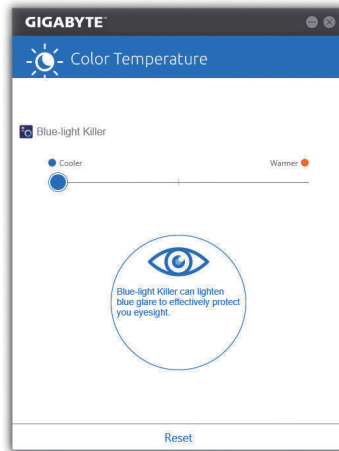 GIGABYTE™
Color Temperature
Blue-light Killer
Cooler
Warmer
Blue-light Killer can lighten
blue glare to effectively protect
you eyesight.
Reset